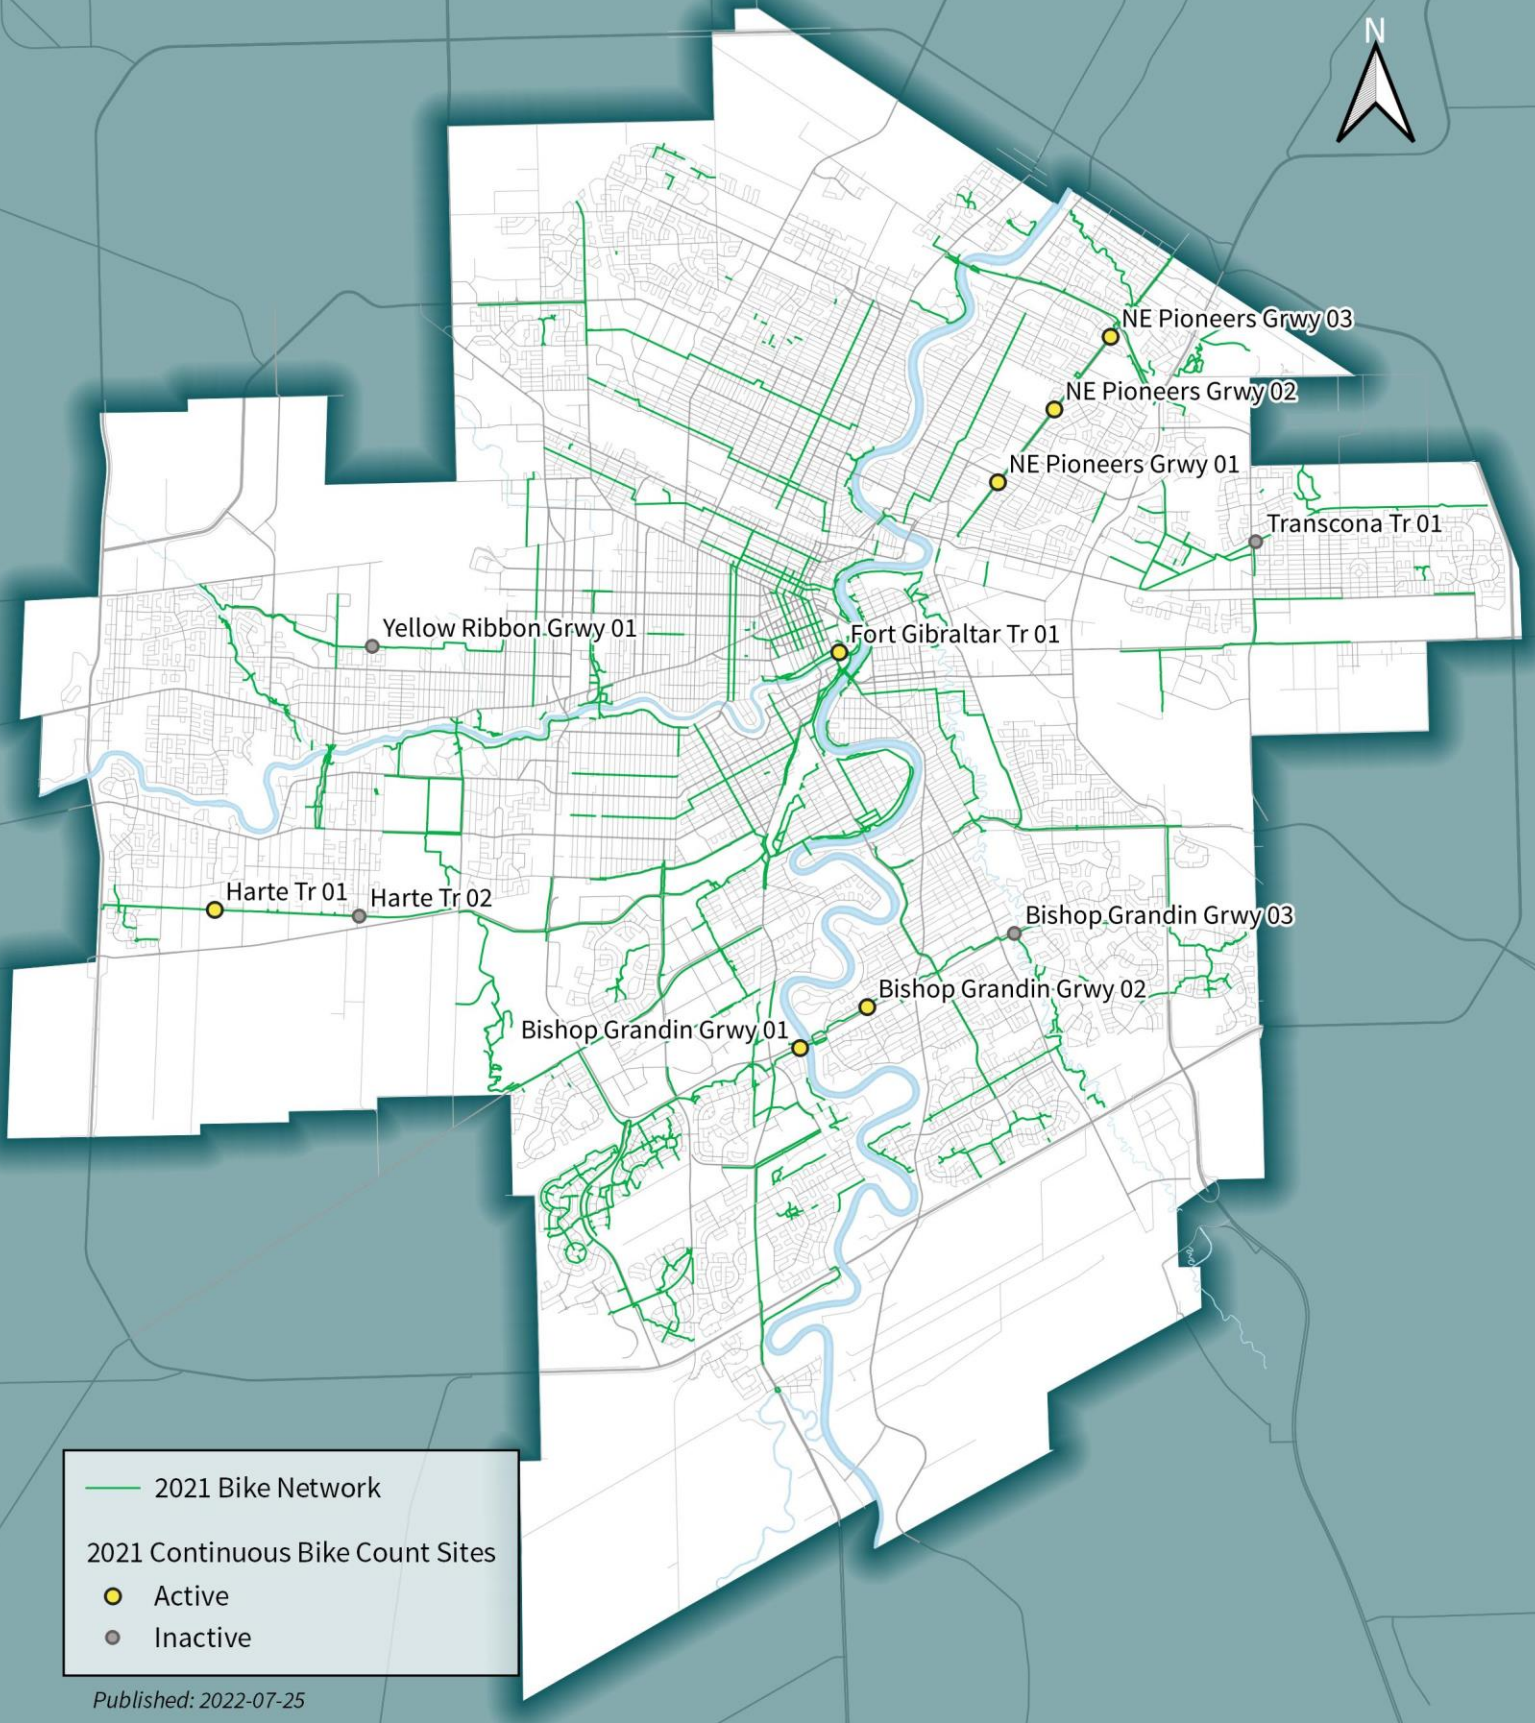 N
NE Pioneers Grwy 03
NE Pioneers Grwy 02
NE Pioneers Grwy 01
Transcona Tr 01
Yellow Ribbon Grwy 01
Fort Gibraltar Tr 01
Harte Tr 01
Harte Tr 02
Bishop Grandin Grwy 03
Bishop Grandin Grwy 02
Bishop Grandin Grwy 01
2021 Bike Network
2021 Continuous Bike Count Sites
Active
Inactive
Published: 2022-07-25